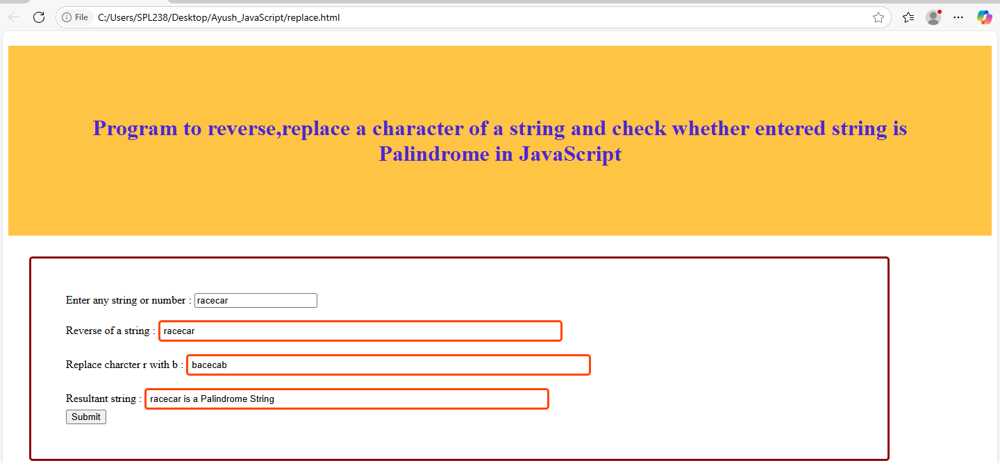 File C:/Users/SPL238/Desktop/Ayush_JavaScript/replace.html
Program to reverse,replace a character of a string and check whether entered string is
Palindrome in JavaScript
Enter any string or number : racecar
Reverse of a string : racecar
Replace charcter r with b : bacecab
Resultant string : racecar is a Palindrome String
Submit